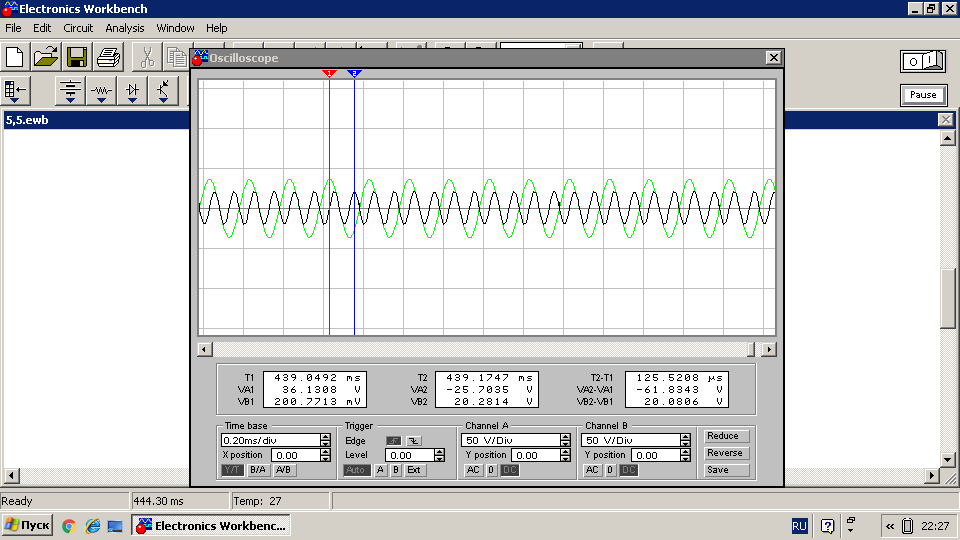 Electronics Workbench
File Edit Circuit Analysis Window Help
Oscilloscope
0 I
Pause
5,5.ewb
1 2
T1 439.0492 ms
VA1 36.1308 V
VB1 200.7713 mV
T2 439.1747 ms
VA2 -25.7035 V
VB2 20.2814 V
T2-T1 125.5208 µs
VA2-VA1 -61.8343 V
VB2-VB1 20.0806 V
Time base
0.20ms/div
X position 0.00
Y/T B/A A/B
Trigger
Edge
Level 0.00
Auto A B Ext
Channel A
50 V/Div
Y position 0.00
AC 0 DC
Channel B
50 V/Div
Y position 0.00
AC 0 DC
Reduce
Reverse
Save
Ready 444.30 ms Temp: 27
Пуск Electronics Workbenc... RU « 22:27